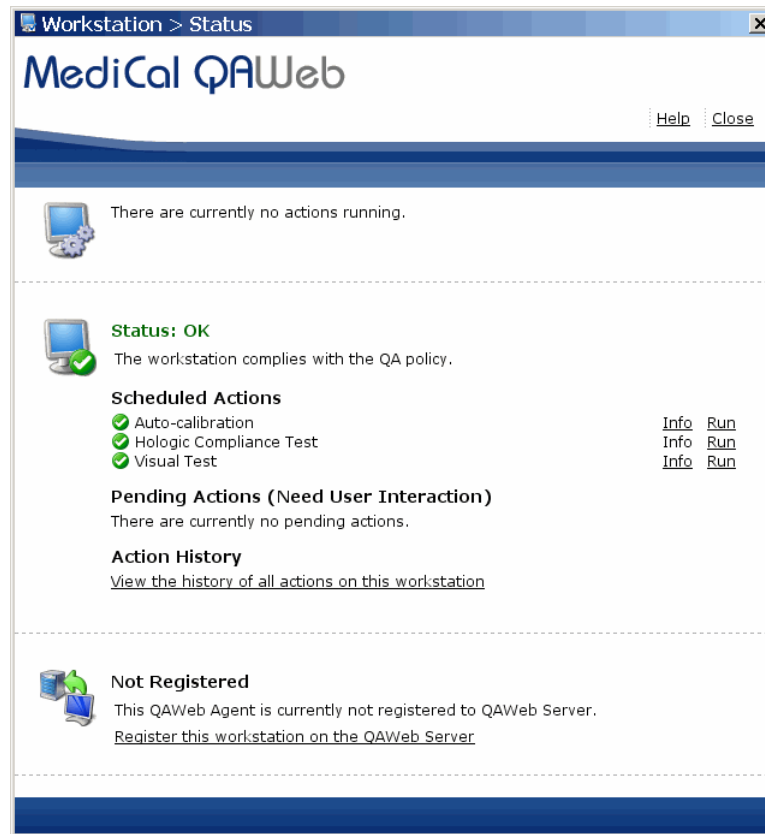 Workstation > Status
MediCal QAWeb
Help Close
There are currently no actions running.
Status: OK
The workstation complies with the QA policy.
Scheduled Actions
Auto-calibration Info Run
Hologic Compliance Test Info Run
Visual Test Info Run
Pending Actions (Need User Interaction)
There are currently no pending actions.
Action History
View the history of all actions on this workstation
Not Registered
This QAWeb Agent is currently not registered to QAWeb Server.
Register this workstation on the QAWeb Server